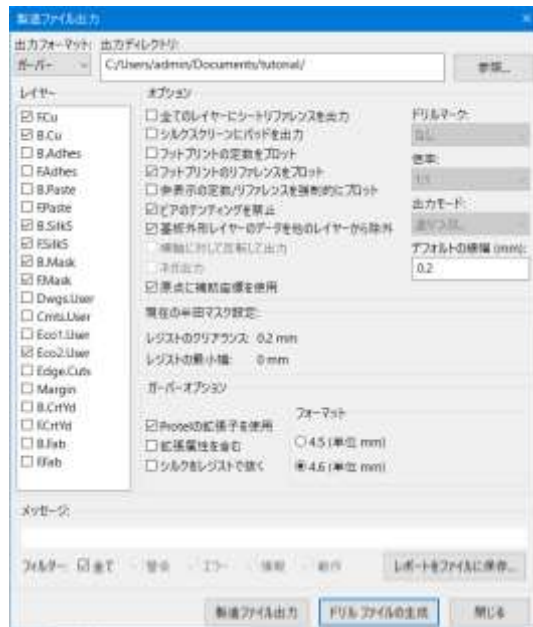 製造ファイル出力
出力フォーマット: 出力ディレクトリ:
ガーバー C:/Users/admin/Documents/tutorial/ 参照...
レイヤー
F.Cu
B.Cu
B.Adhes
F.Adhes
B.Paste
F.Paste
B.SilkS
F.SilkS
B.Mask
F.Mask
Dwgs.User
Cmts.User
Eco1.User
Eco2.User
Edge.Cuts
Margin
B.CrtYd
F.CrtYd
B.Fab
F.Fab
オプション
全てのレイヤーにシートリファレンスを出力
シルクスクリーンにパッドを出力
フットプリントの定数をプロット
フットプリントのリファレンスをプロット
非表示の定数/リファレンスを強制的にプロット
ビアのテンティングを禁止
基板外形レイヤーのデータを他のレイヤーから除外
原点に補助座標を使用
ドリルマーク:
なし
倍率:
1:1
出力モード:
デフォルトの線幅 (mm):
0.2
現在の半田マスク設定:
レジストのクリアランス: 0.2 mm
レジストの最小幅: 0 mm
ガーバーオプション
Protelの拡張子を使用
拡張属性を含む
シルクをレジストで抜く
フォーマット
4.5 (単位 mm)
4.6 (単位 mm)
メッセージ:
フィルター: 全て 警告 エラー 情報 動作 レポートをファイルに保存...
製造ファイル出力 ドリル ファイルの生成 閉じる